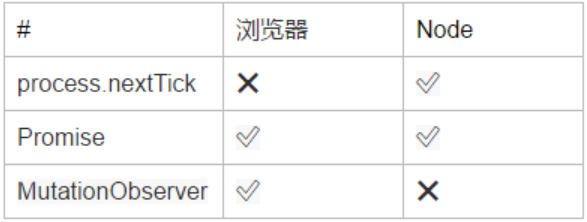 # 浏览器 Node
process.nextTick ❌ ✅
Promise ✅ ✅
MutationObserver ✅ ❌